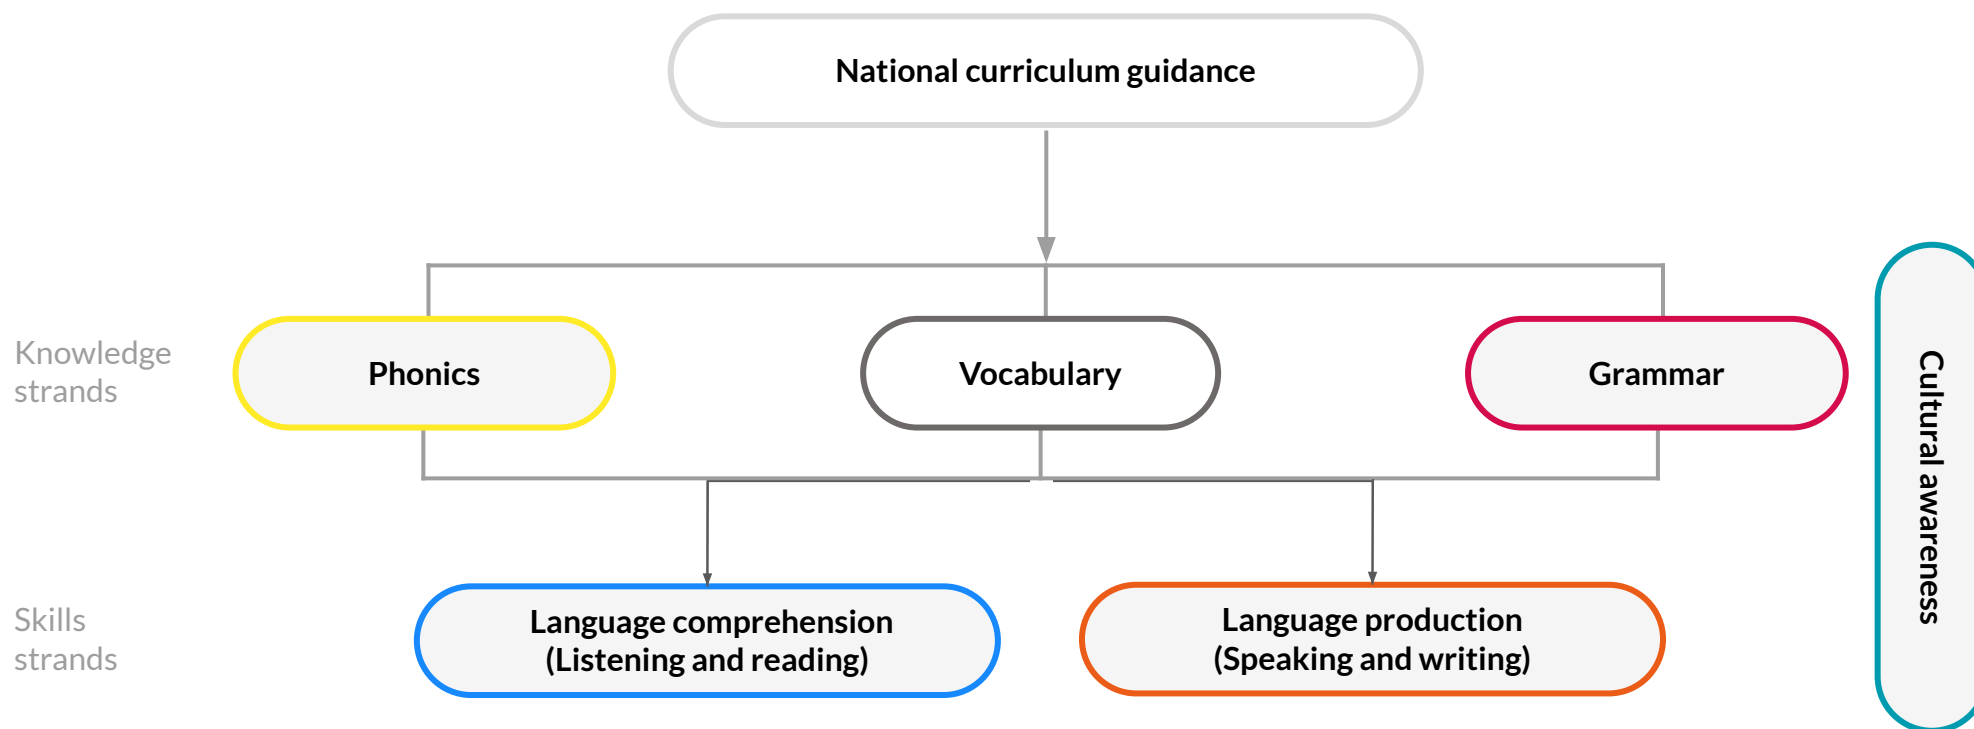 National curriculum guidance
Knowledge
strands
Phonics
Vocabulary
Grammar
Cultural awareness
Skills
strands
Language comprehension
(Listening and reading)
Language production
(Speaking and writing)